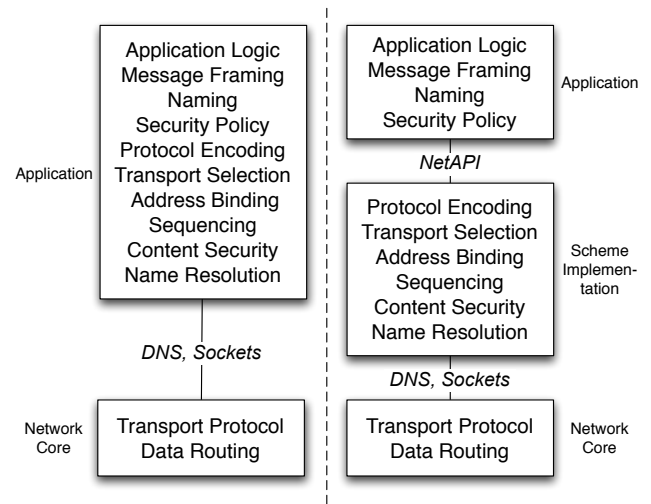 Application
Application Logic
Message Framing
Naming
Security Policy
Protocol Encoding
Transport Selection
Address Binding
Sequencing
Content Security
Name Resolution
DNS, Sockets
Network
Core
Transport Protocol
Data Routing
Application Logic
Message Framing
Naming
Security Policy
Application
NetAPI
Protocol Encoding
Transport Selection
Address Binding
Sequencing
Content Security
Name Resolution
Scheme
Implemen-
tation
DNS, Sockets
Transport Protocol
Data Routing
Network
Core